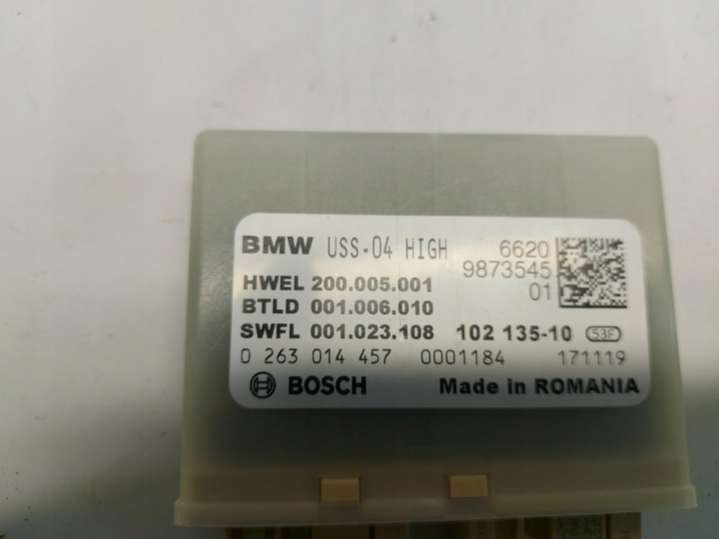 BMW USS-04 HIGH 6620
9873545
HWEL 200.005.001 01
BTLD 001.006.010
SWFL 001.023.108 102 135-10 53F
0 263 014 457 0001184 171119
BOSCH Made in ROMANIA